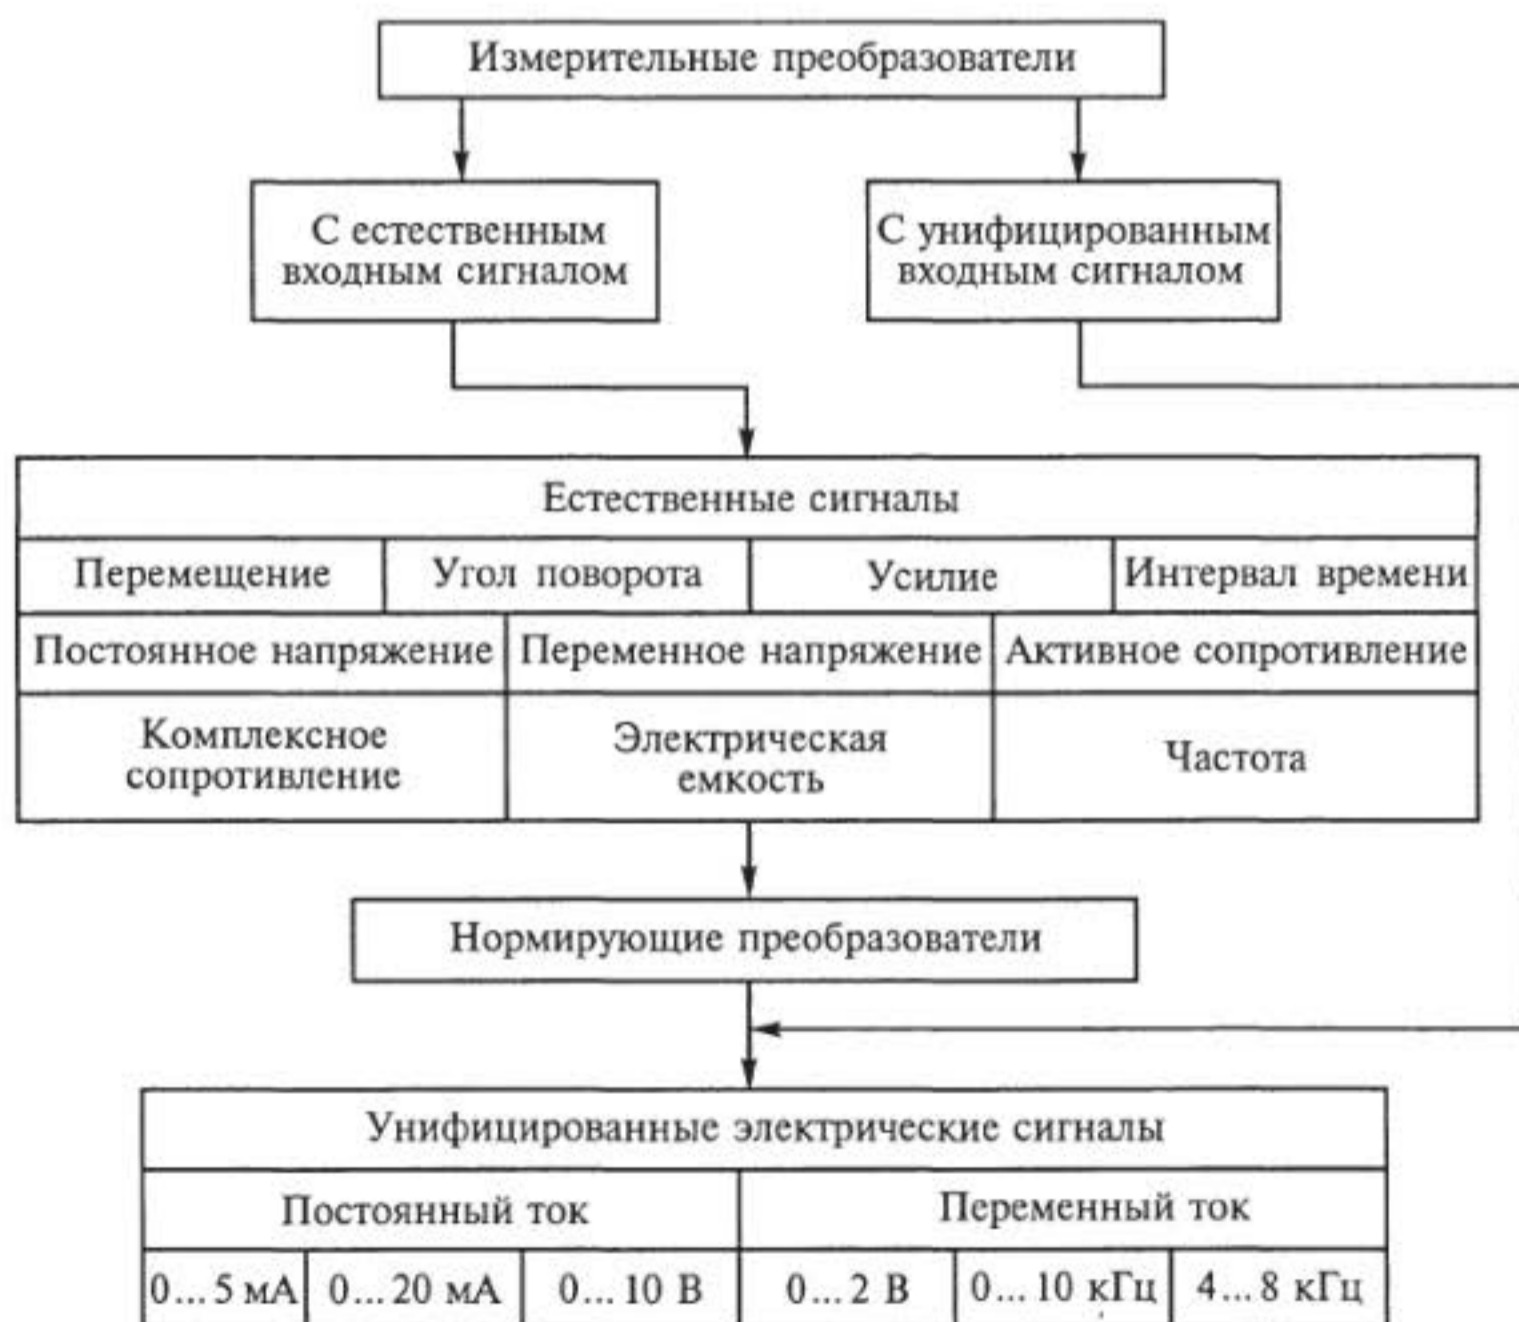 Измерительные преобразователи
С естественным
входным сигналом
С унифицированным
входным сигналом
Естественные сигналы
Перемещение
Угол поворота
Усилие
Интервал времени
Постоянное напряжение
Переменное напряжение
Активное сопротивление
Комплексное
сопротивление
Электрическая
емкость
Частота
Нормирующие преобразователи
Унифицированные электрические сигналы
Постоянный ток
Переменный ток
0...5 мА
0...20 мА
0...10 В
0...2 В
0...10 кГц
4...8 кГц